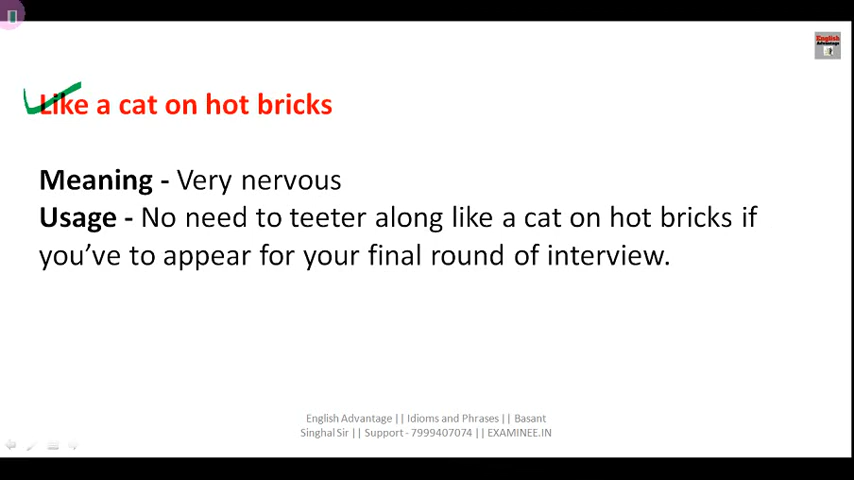 English
Advantage
Like a cat on hot bricks
Meaning - Very nervous
Usage - No need to teeter along like a cat on hot bricks if
you’ve to appear for your final round of interview.
English Advantage || Idioms and Phrases || Basant
Singhal Sir || Support - 7999407074 || EXAMINEE.IN